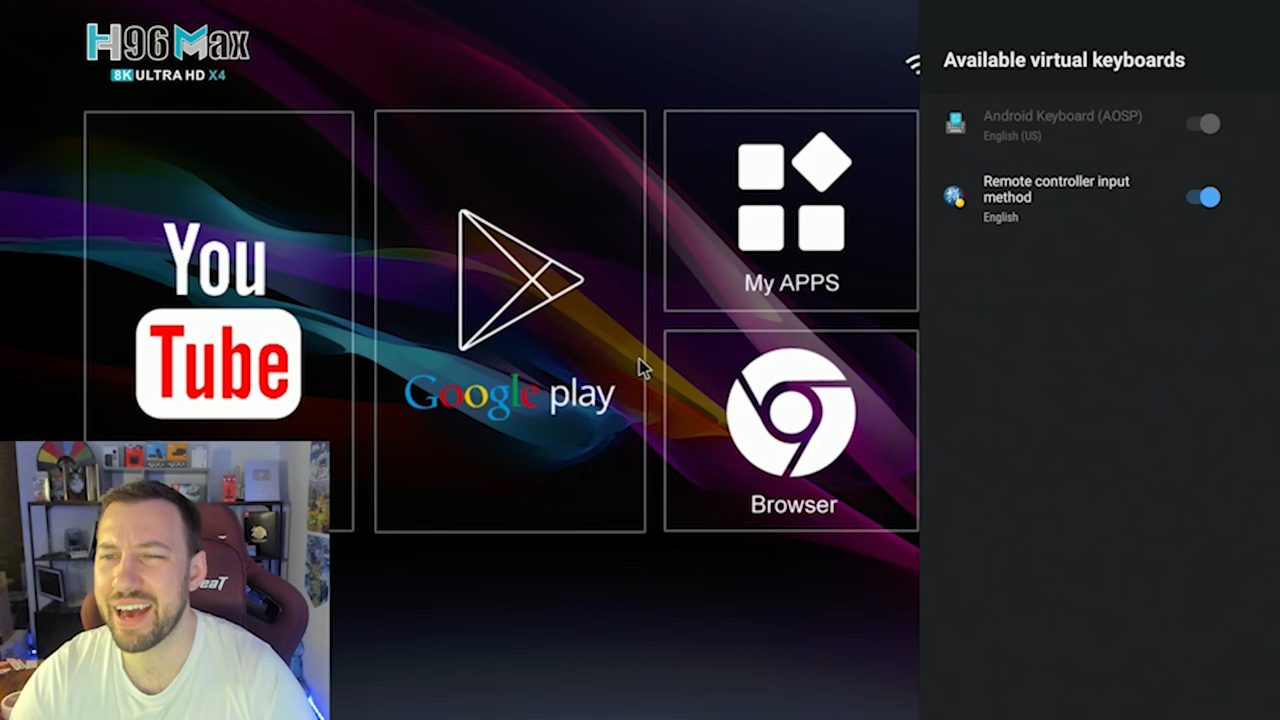 H96Max
8K ULTRA HD X4
Available virtual keyboards
Android Keyboard (AOSP)
English (US)
Remote controller input
method
English
You
Tube
Google play
My APPS
Browser